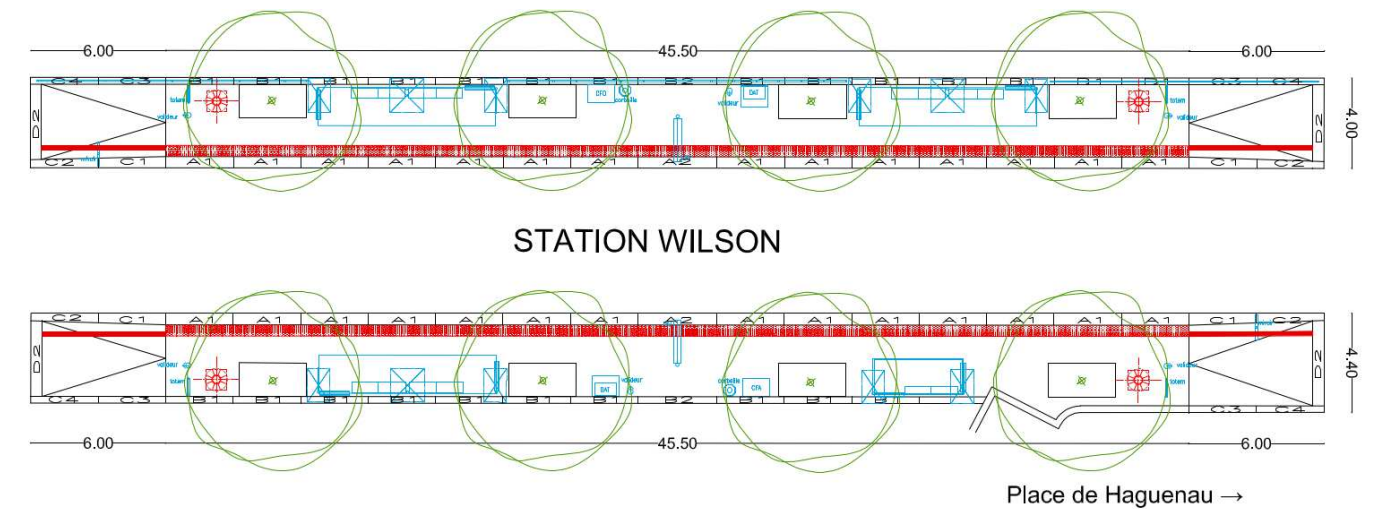 6.00 45.50 6.00
C4 C3 B1 B1 B1 B1 B1 B1 B1 B1 B2 B1 B1 B1 B1 B1 B1 D1 D1 C3 C4
totem CFO corbeille valideur DAT totem
valideur valideur
D2 D2 4.00
C2 C1 A1 A1 A1 A1 A1 A1 A1 A2 A1 A1 A1 A1 A1 A1 A1 C1 C2
STATION WILSON
C2 C1 A1 A1 A1 A1 A1 A1 A1 A2 A1 A1 A1 A1 A1 A1 A1 C1 C2
D2 D2 4.40
valideur valideur
totem DAT valideur corbeille CFA totem
C4 C3 B1 B1 B1 B1 B1 B1 B1 B2 B1 B1 B1 B1 C3 C4
6.00 45.50 6.00
Place de Haguenau →